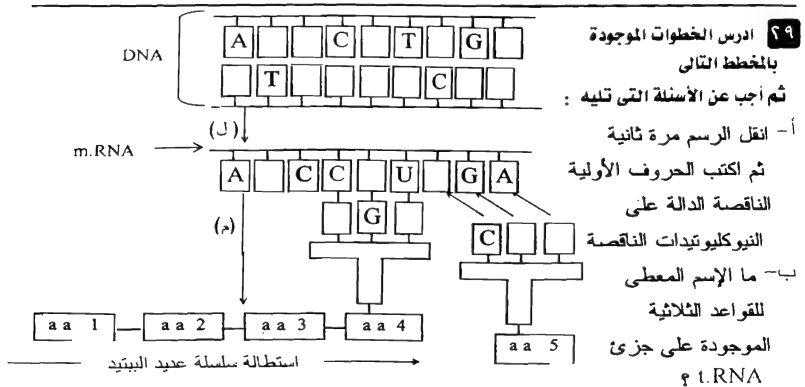 ٢٩ ادرس الخطوات الموجودة
بالمخطط التالى
ثم أجب عن الأسئلة التى تليه :
أ- انقل الرسم مرة ثانية
ثم اكتب الحروف الأولية
الناقصة الدالة على
النيوكليوتيدات الناقصة
ب- ما الإسم المعطى
للقواعد الثلاثية
الموجودة على جزئ
t.RNA ؟
DNA
A C T G
T C
(ل)
m.RNA
A C C U G A
G
C
(م)
aa 1 aa 2 aa 3 aa 4
aa 5
استطالة سلسلة عديد الببتيد